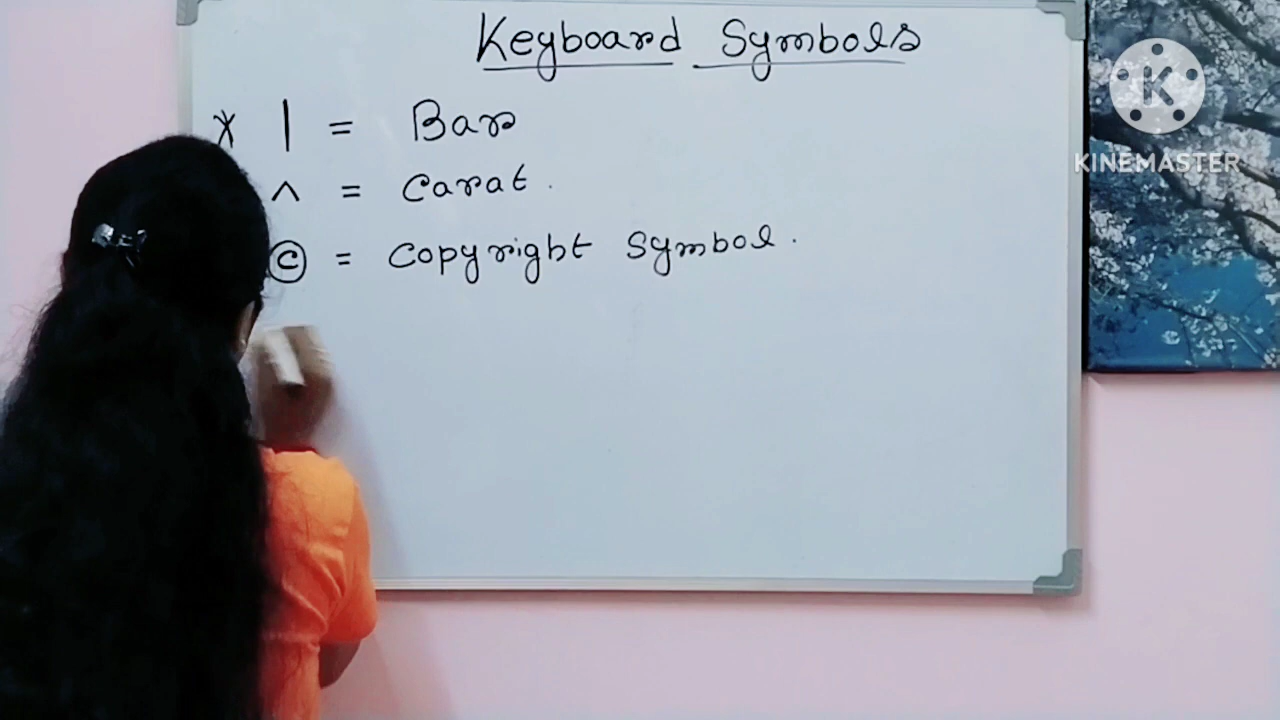 Keyboard Symbols
* | = Bar
^ = Carat.
© = Copyright Symbol.
KINEMASTER